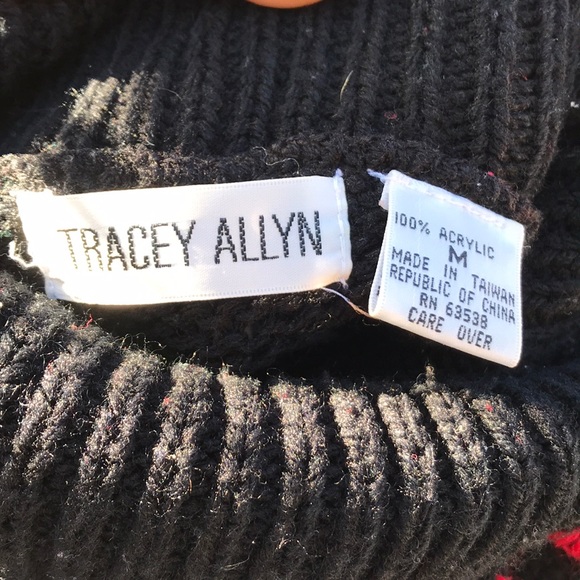 TRACEY ALLYN
100% ACRYLIC
M
MADE IN TAIWAN
REPUBLIC OF CHINA
RN 63538
CARE OVER